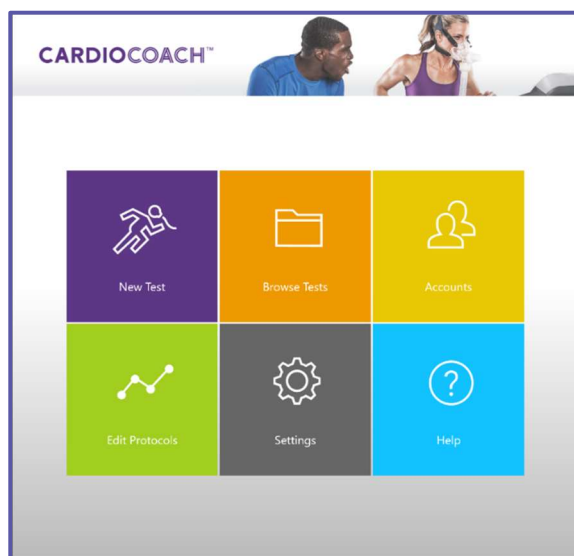 CARDIOCOACH™
New Test
Browse Tests
Accounts
Edit Protocols
Settings
Help